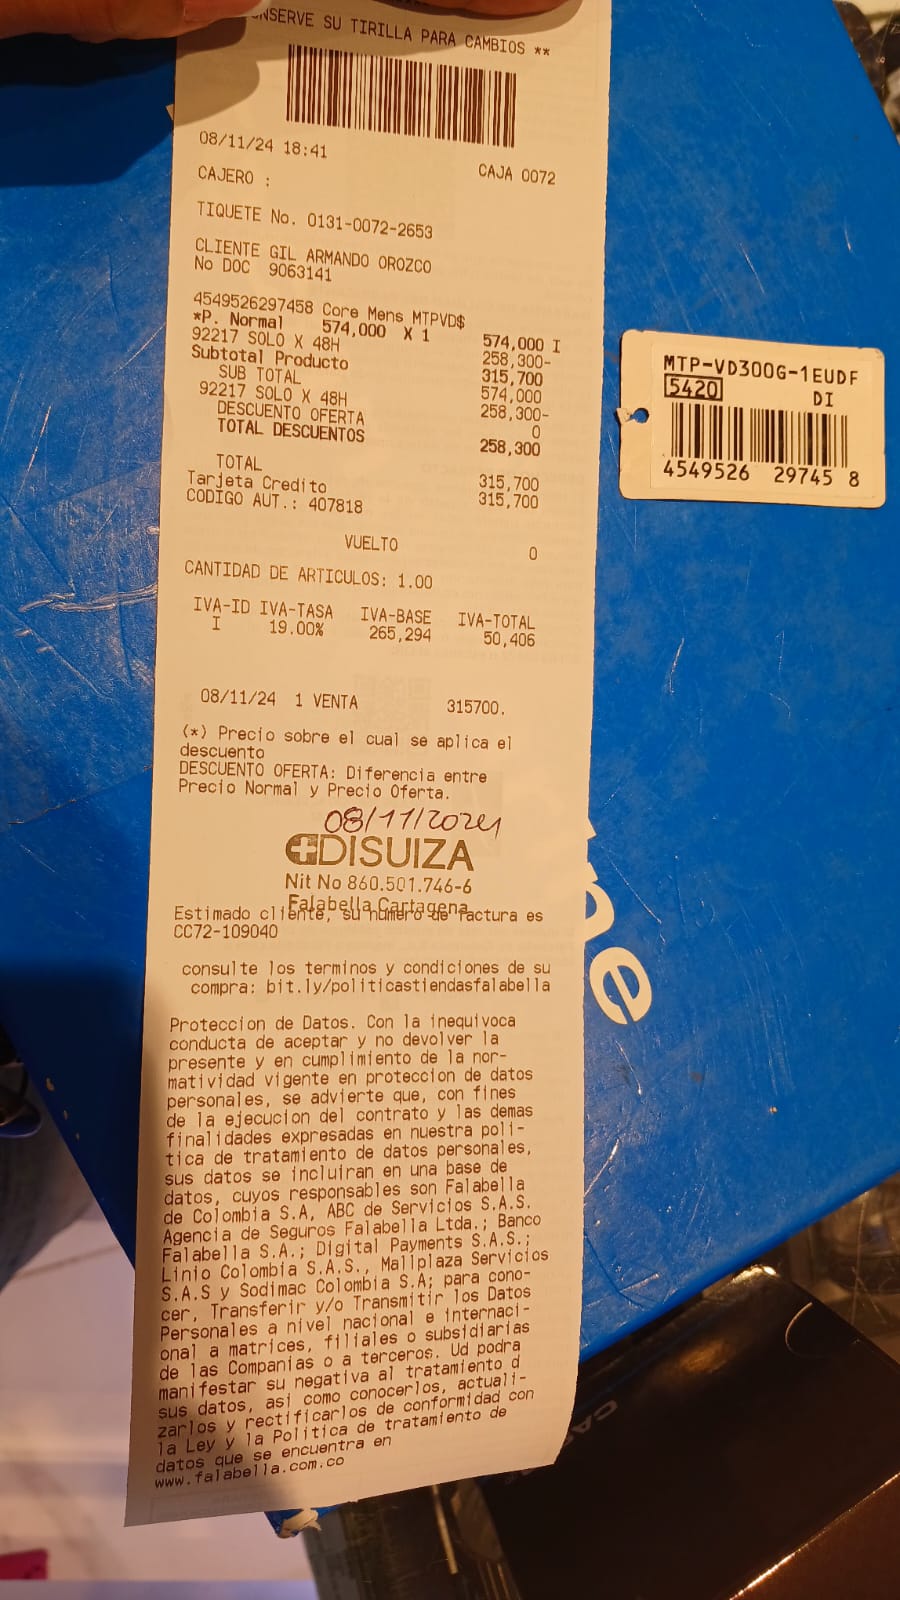 CONSERVE SU TIRILLA PARA CAMBIOS **
08/11/24 18:41
CAJA 0072
CAJERO :
TIQUETE No. 0131-0072-2653
CLIENTE GIL ARMANDO OROZCO
No DOC 9063141
4549526297458 Core Mens MTPVD$
*P. Normal 574,000 X 1 574,000 I
92217 SOLO X 48H 258,300-
Subtotal Producto 315,700
SUB TOTAL 574,000
92217 SOLO X 48H 258,300-
DESCUENTO OFERTA 0
TOTAL DESCUENTOS 258,300
TOTAL 315,700
Tarjeta Credito 315,700
CODIGO AUT.: 407818
VUELTO 0
CANTIDAD DE ARTICULOS: 1.00
IVA-ID IVA-TASA IVA-BASE IVA-TOTAL
I 19.00% 265,294 50,406
08/11/24 1 VENTA 315700.
(*) Precio sobre el cual se aplica el
descuento
DESCUENTO OFERTA: Diferencia entre
Precio Normal y Precio Oferta.
08/11/2024
DISUIZA
Nit No 860.501.746-6
Falabella Cartagena
Estimado cliente, su numero de factura es
CC72-109040
consulte los terminos y condiciones de su
compra: bit.ly/politicastiendasfalabella
Proteccion de Datos. Con la inequivoca
conducta de aceptar y no devolver la
presente y en cumplimiento de la nor-
matividad vigente en proteccion de datos
personales, se advierte que, con fines
de la ejecucion del contrato y las demas
finalidades expresadas en nuestra poli-
tica de tratamiento de datos personales,
sus datos se incluiran en una base de
datos, cuyos responsables son Falabella
de Colombia S.A, ABC de Servicios S.A.S.
Agencia de Seguros Falabella Ltda.; Banco
Falabella S.A.; Digital Payments S.A.S.;
Linio Colombia S.A.S., Mallplaza Servicios
S.A.S y Sodimac Colombia S.A; para cono-
cer, Transferir y/o Transmitir los Datos
Personales a nivel nacional e internaci-
onal a matrices, filiales o subsidiarias
de las Companias o a terceros. Ud podra
manifestar su negativa al tratamiento d
sus datos, asi como conocerlos, actuali-
zarlos y rectificarlos de conformidad con
la Ley y la Politica de tratamiento de
datos que se encuentra en
www.falabella.com.co
MTP-VD300G-1EUDF
5420 DI
4549526 29745 8